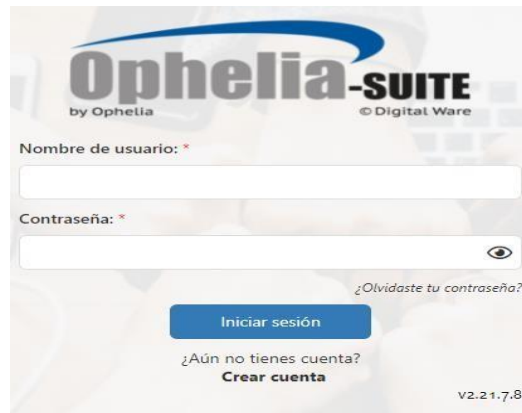 Ophelia-SUITE
by Ophelia © Digital Ware
Nombre de usuario: *
Contraseña: *
¿Olvidaste tu contraseña?
Iniciar sesión
¿Aún no tienes cuenta?
Crear cuenta
v2.21.7.8